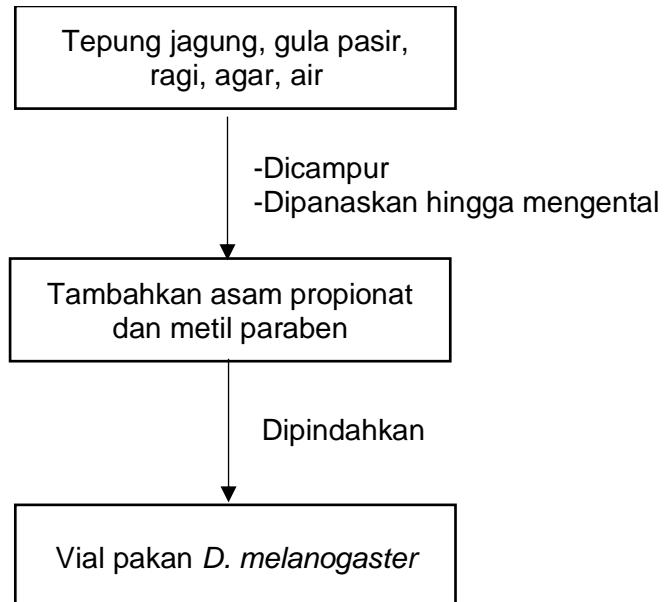 Tepung jagung, gula pasir,
ragi, agar, air
-Dicampur
-Dipanaskan hingga mengental
Tambahkan asam propionat
dan metil paraben
Dipindahkan
Vial pakan D. melanogaster